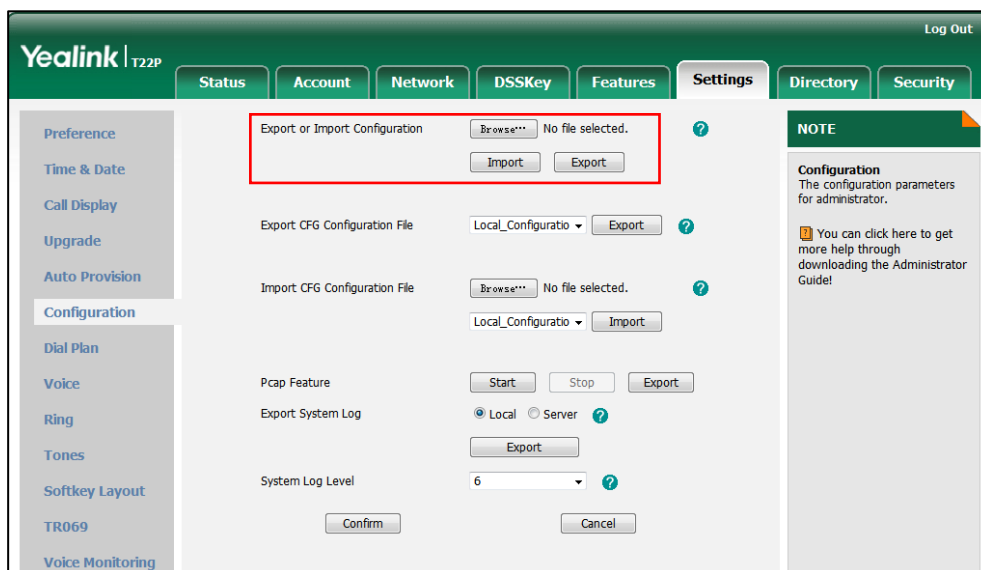 Log Out
Yealink T22P
Status Account Network DSSKey Features Settings Directory Security
Preference
Time & Date
Call Display
Upgrade
Auto Provision
Configuration
Dial Plan
Voice
Ring
Tones
Softkey Layout
TR069
Voice Monitoring
Export or Import Configuration Browse... No file selected. ?
Import Export
Export CFG Configuration File Local_Configuratio Export ?
Import CFG Configuration File Browse... No file selected. ?
Local_Configuratio Import
Pcap Feature Start Stop Export
Export System Log Local Server ?
Export
System Log Level 6 ?
Confirm Cancel
NOTE
Configuration
The configuration parameters
for administrator.
? You can click here to get
more help through
downloading the Administrator
Guide!